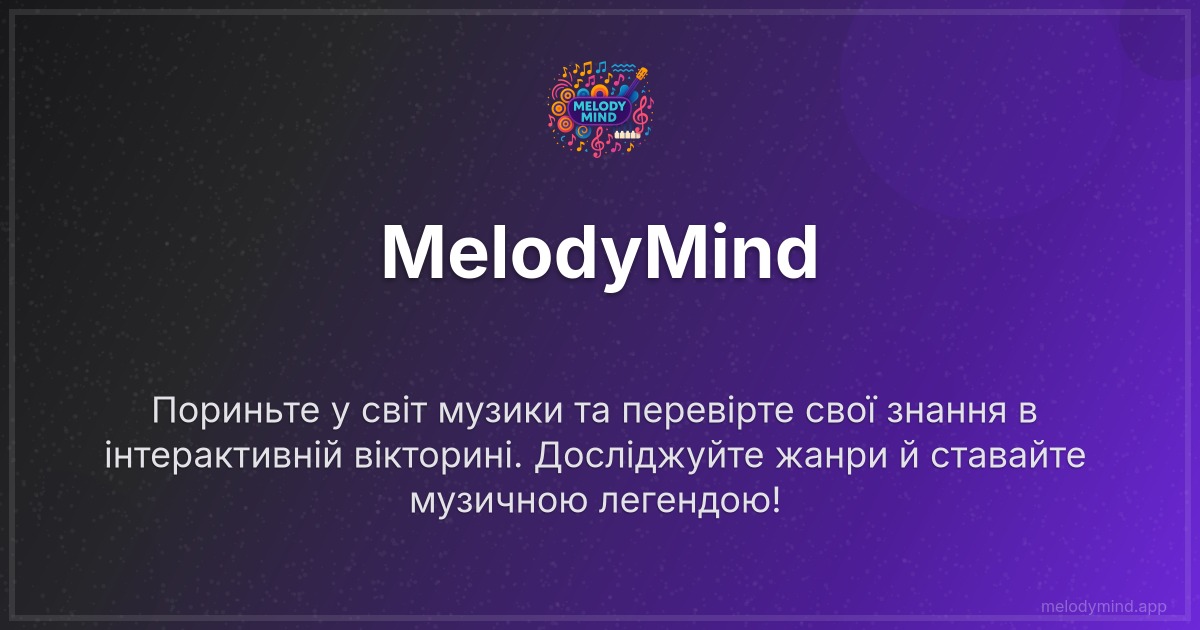 MELODY
MIND
MelodyMind
Пориньте у світ музики та перевірте свої знання в
інтерактивній вікторині. Досліджуйте жанри й ставайте
музичною легендою!
melodymind.app